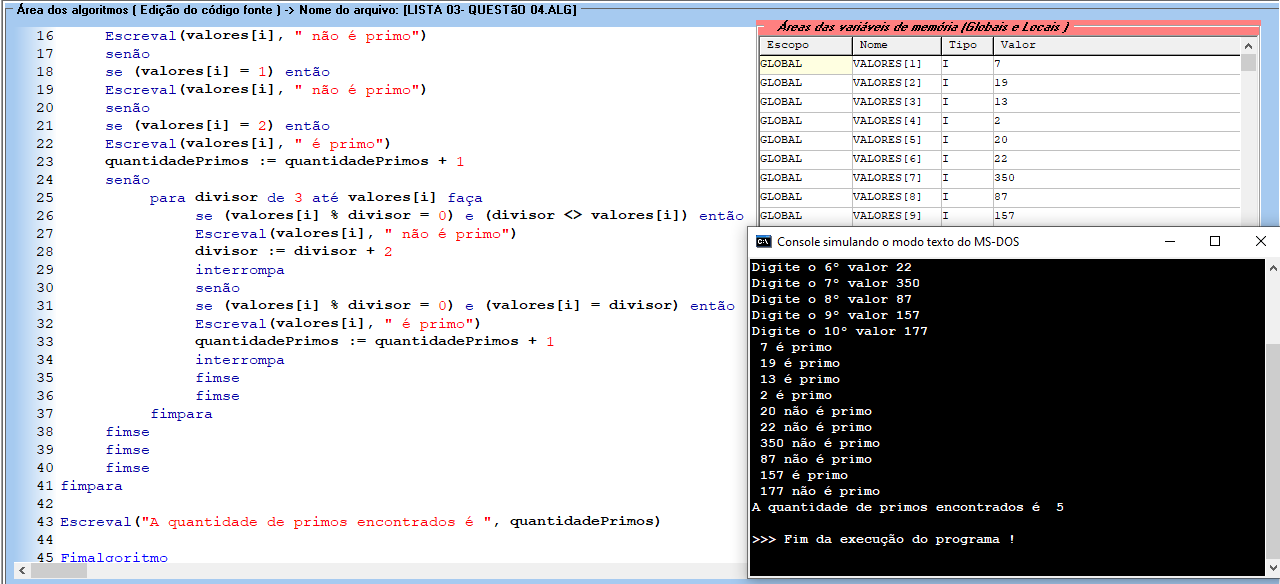 Área dos algoritmos ( Edição do código fonte ) -> Nome do arquivo: [LISTA 03- QUESTÃO 04.ALG]
16 Escreval(valores[i], " não é primo")
17 senão
18 se (valores[i] = 1) então
19 Escreval(valores[i], " não é primo")
20 senão
21 se (valores[i] = 2) então
22 Escreval(valores[i], " é primo")
23 quantidadePrimos := quantidadePrimos + 1
24 senão
25 para divisor de 3 até valores[i] faça
26 se (valores[i] % divisor = 0) e (divisor <> valores[i]) então
27 Escreval(valores[i], " não é primo")
28 divisor := divisor + 2
29 interrompa
30 senão
31 se (valores[i] % divisor = 0) e (valores[i] = divisor) então
32 Escreval(valores[i], " é primo")
33 quantidadePrimos := quantidadePrimos + 1
34 interrompa
35 fimse
36 fimse
37 fimpara
38 fimse
39 fimse
40 fimse
41 fimpara
42
43 Escreval("A quantidade de primos encontrados é ", quantidadePrimos)
44
45 Fimalgoritmo
Áreas das variáveis de memória (Globais e Locais )
Escopo Nome Tipo Valor
GLOBAL VALORES[1] I 7
GLOBAL VALORES[2] I 19
GLOBAL VALORES[3] I 13
GLOBAL VALORES[4] I 2
GLOBAL VALORES[5] I 20
GLOBAL VALORES[6] I 22
GLOBAL VALORES[7] I 350
GLOBAL VALORES[8] I 87
GLOBAL VALORES[9] I 157
Console simulando o modo texto do MS-DOS
Digite o 6º valor 22
Digite o 7º valor 350
Digite o 8º valor 87
Digite o 9º valor 157
Digite o 10º valor 177
7 é primo
19 é primo
13 é primo
2 é primo
20 não é primo
22 não é primo
350 não é primo
87 não é primo
157 é primo
177 não é primo
A quantidade de primos encontrados é  5
>>> Fim da execução do programa !